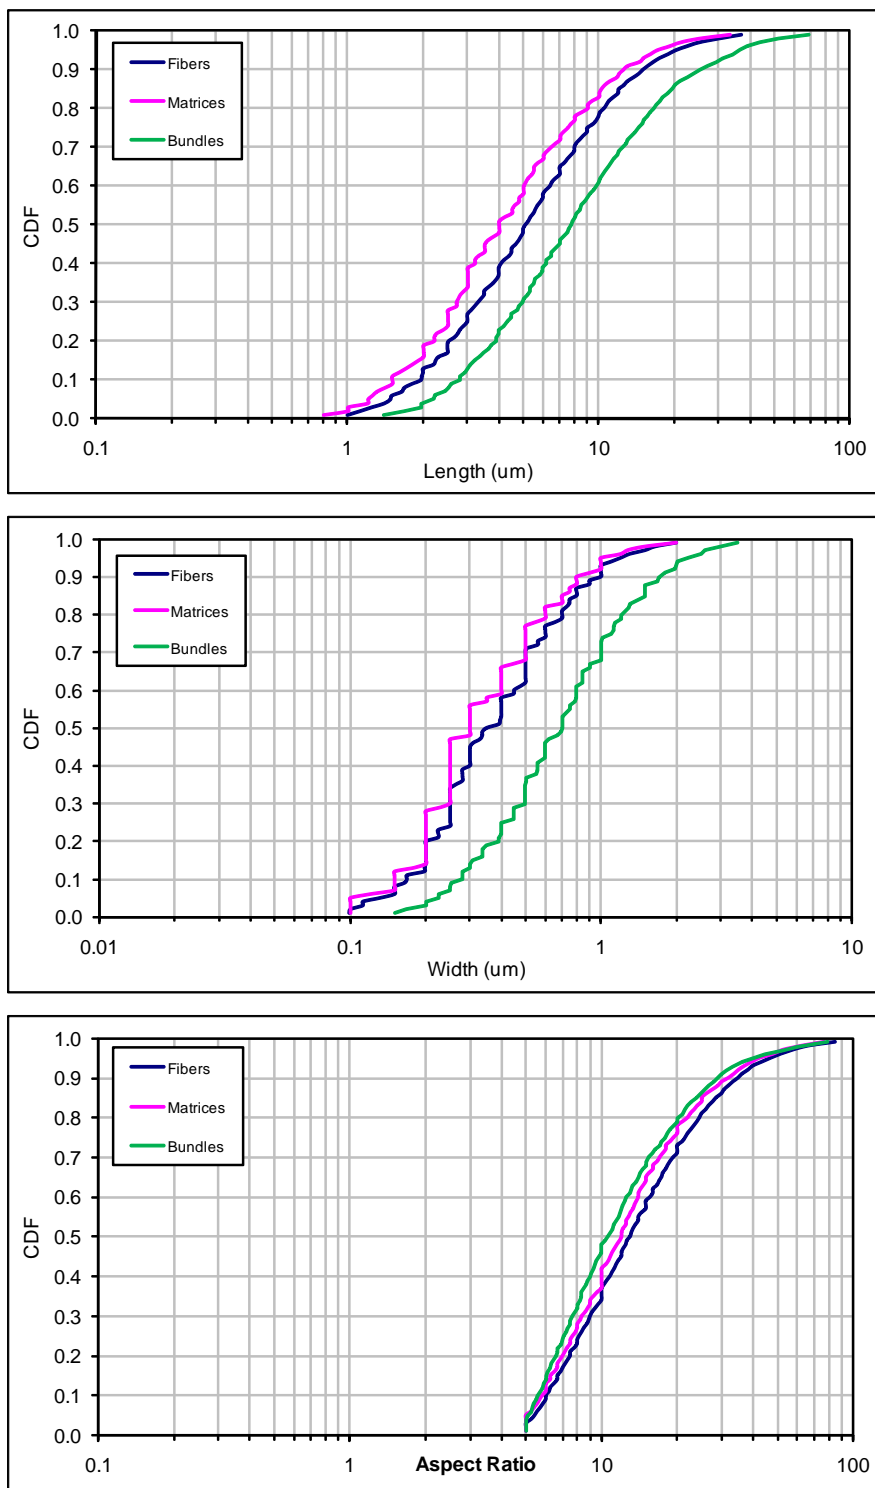 1.0
0.9
0.8
0.7
0.6
0.5
0.4
0.3
0.2
0.1
0.0
CDF
Fibers
Matrices
Bundles
0.1 1 10 100
Length (um)
1.0
0.9
0.8
0.7
0.6
0.5
0.4
0.3
0.2
0.1
0.0
CDF
Fibers
Matrices
Bundles
0.01 0.1 1 10
Width (um)
1.0
0.9
0.8
0.7
0.6
0.5
0.4
0.3
0.2
0.1
0.0
CDF
Fibers
Matrices
Bundles
0.1 1 Aspect Ratio 10 100